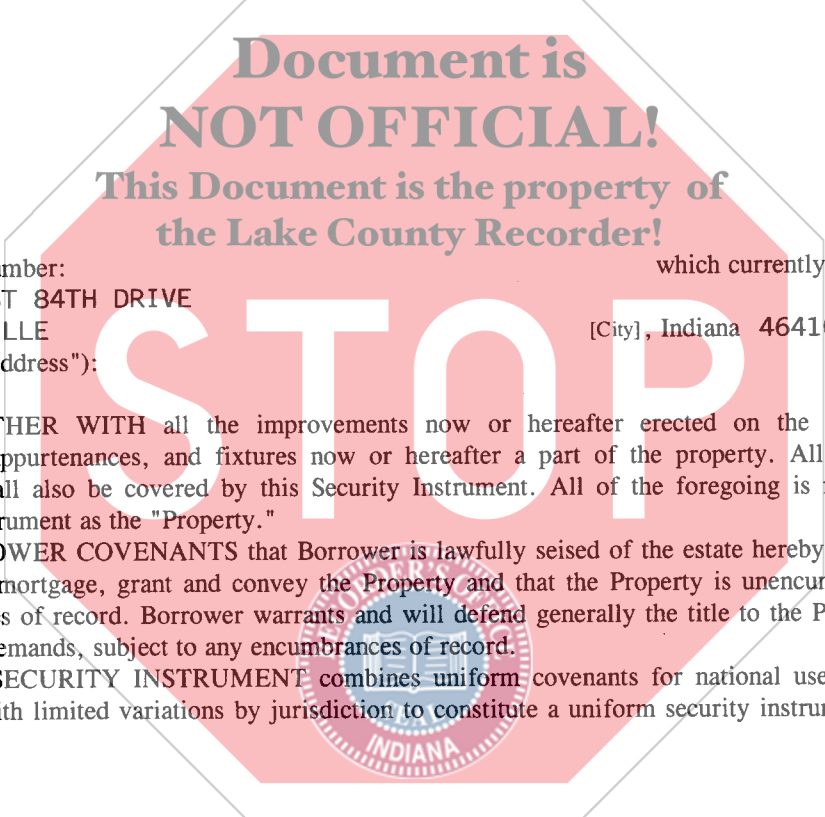 Document is
NOT OFFICIAL!
This Document is the property of
the Lake County Recorder!
mber: which currently
T 84TH DRIVE
LLE [City], Indiana 4641
ddress"):
STOP
THER WITH all the improvements now or hereafter erected on the
ppurtenances, and fixtures now or hereafter a part of the property. All
all also be covered by this Security Instrument. All of the foregoing is
rument as the "Property."
OWER COVENANTS that Borrower is lawfully seised of the estate hereby
mortgage, grant and convey the Property and that the Property is unencu
s of record. Borrower warrants and will defend generally the title to the P
emands, subject to any encumbrances of record.
SECURITY INSTRUMENT combines uniform covenants for national use
ith limited variations by jurisdiction to constitute a uniform security instru
RECORDER'S OFFICE
SEAL
INDIANA